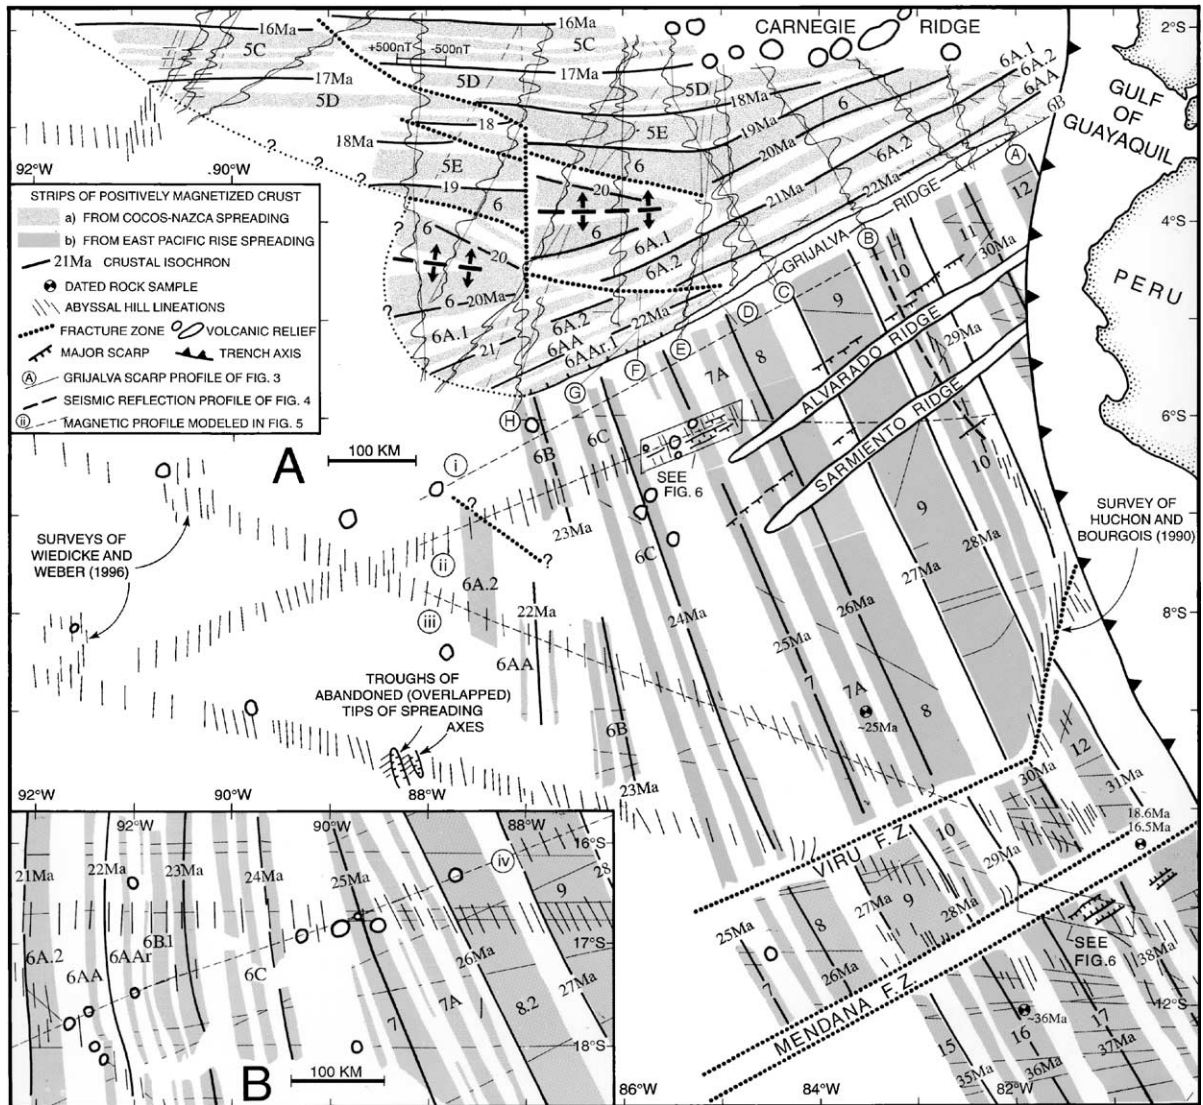 16Ma
16Ma
CARNEGIE RIDGE
2°S
5C
+500nT
-500nT
5C
17Ma
17Ma
5D
5D
5D
18Ma
6
6A.1
6A.2
6AA
6B
GULF
OF
GUAYAQUIL
18
18Ma
5E
5E
19Ma
20Ma
6A.2
A
?
?
92°W
90°W
19
6
6
20
21Ma
22Ma
12
STRIPS OF POSITIVELY MAGNETIZED CRUST
a) FROM COCOS-NAZCA SPREADING
b) FROM EAST PACIFIC RISE SPREADING
21Ma CRUSTAL ISOCHRON
DATED ROCK SAMPLE
ABYSSAL HILL LINEATIONS
FRACTURE ZONE
VOLCANIC RELIEF
MAJOR SCARP
TRENCH AXIS
A GRIJALVA SCARP PROFILE OF FIG. 3
SEISMIC REFLECTION PROFILE OF FIG. 4
ii MAGNETIC PROFILE MODELED IN FIG. 5
?
6
6
6A.1
6A.2
GRIJALVA RIDGE
B
11
30Ma
10
4°S
PERU
20
6
20Ma
?
6A.1
6A.2
22Ma
21
6AA
6AAr.1
C
D
E
F
G
H
9
8
7A
29Ma
ALVARADO RIDGE
SARMIENTO RIDGE
6°S
A
100 KM
i
6B
6C
SEE
FIG. 6
10
?
23Ma
6C
9
28Ma
SURVEY OF
HUCHON AND
BOURGOIS (1990)
SURVEYS OF
WIEDICKE AND
WEBER (1996)
ii
6A.2
?
27Ma
iii
22Ma
24Ma
26Ma
8°S
25Ma
6AA
7
7A
8
~25Ma
TROUGHS OF
ABANDONED (OVERLAPPED)
TIPS OF SPREADING
AXES
6B
23Ma
12
30Ma
31Ma
18.6Ma
16.5Ma
VIRU F.Z.
10
29Ma
25Ma
8
27Ma
9
28Ma
7
26Ma
SEE
FIG.6
38Ma
MENDANA F.Z.
12°S
~36Ma
17
16
15
37Ma
36Ma
35Ma
86°W
84°W
82°W
92°W
92°W
90°W
90°W
88°W
88°W
16°S
21Ma
22Ma
23Ma
24Ma
25Ma
iv
28
9
6B.1
17°S
6A.2
6AA
6AAr
6C
26Ma
27Ma
7A
8.2
7
18°S
B
100 KM